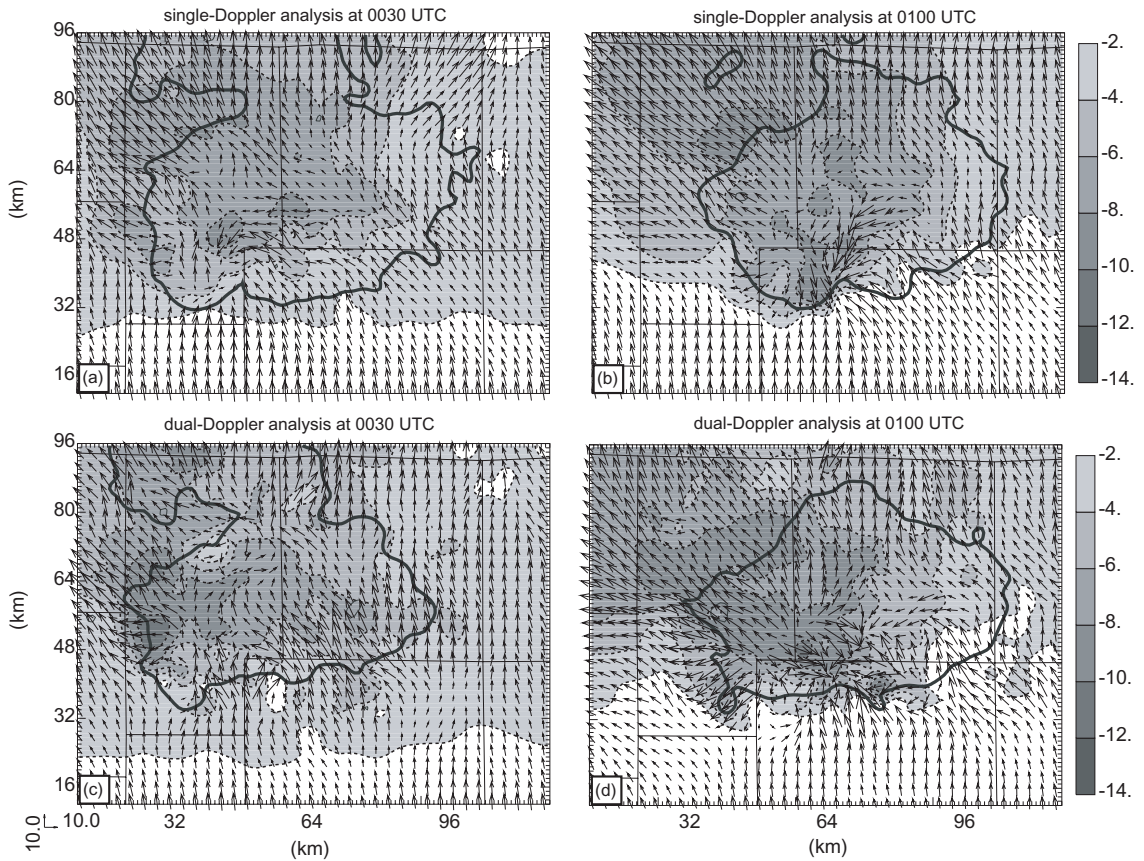 single-Doppler analysis at 0030 UTC
single-Doppler analysis at 0100 UTC
96
80
64
48
32
16
(km)
(a)
(b)
-2.
-4.
-6.
-8.
-10.
-12.
-14.
dual-Doppler analysis at 0030 UTC
dual-Doppler analysis at 0100 UTC
96
80
64
48
32
16
(km)
(c)
(d)
-2.
-4.
-6.
-8.
-10.
-12.
-14.
10.0
10.0
32
64
96
(km)
32
64
96
(km)